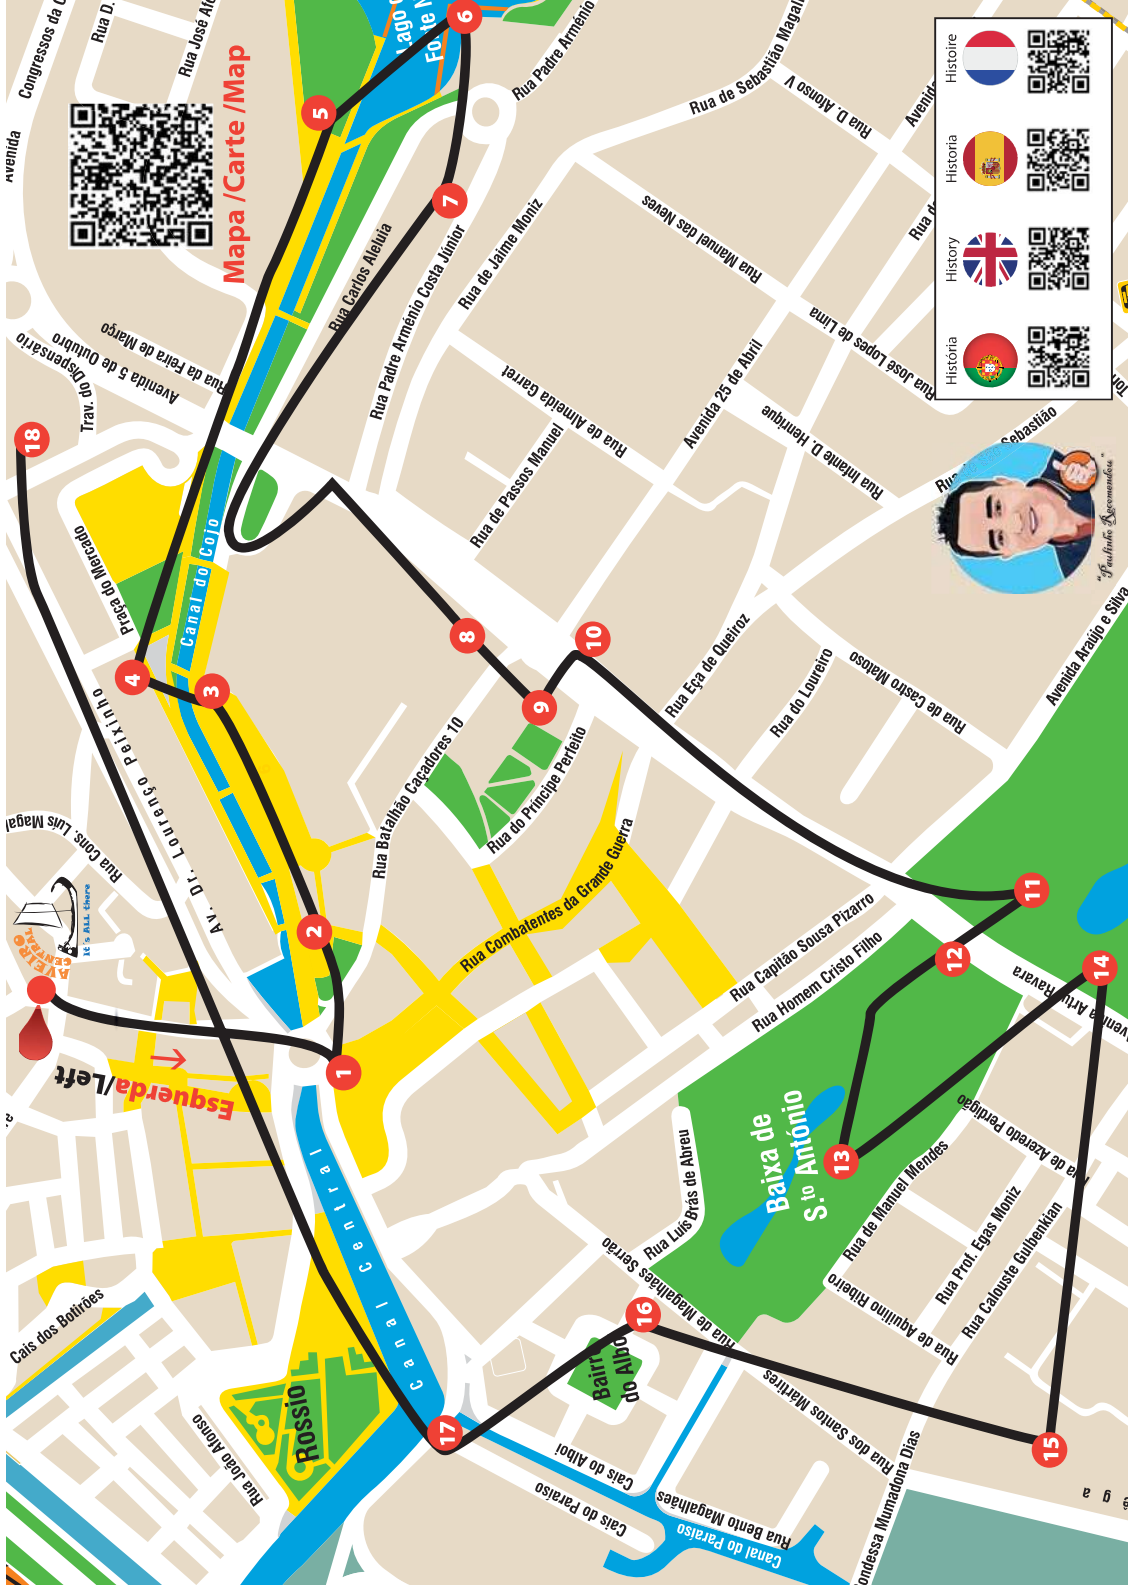 Congressos da
Rua D.
Rua José
Avenida
Mapa /Carte /Map
Lago
Rua Padre Arménio
Rua de Sebastião
Rua D. Afonso V
Avenida
Histoire
Historia
History
História
Rua Carlos Aleluia
Rua Padre Arménio Costa Júnior
Rua de Jaime Moniz
Rua Manuel das Neves
Rua José Lopes de Lima
Trav. do Dispensário
Avenida 5 de Outubro
Rua da Feira de Março
Rua de Almeida Garret
Rua de Passos Manuel
Avenida 25 de Abril
Rua Infante D. Henrique
Sebastião
"Paulinho Recomendou"
Praça do Mercado
Canal do Cojo
Av. Dr. Lourenço Peixinho
Rua Cons. Luís
Rua Batalhão Caçadores 10
Rua do Príncipe Perfeito
Rua Eça de Queiroz
Rua do Loureiro
Rua de Castro Matoso
Avenida Araújo e Silva
AVEIRO
CENTRAL
It's ALL there
Rua Combatentes da Grande Guerra
Rua Capitão Sousa Pizarro
Rua Homem Cristo Filho
Ravara
Esquerda/Left
Canal Central
Cais dos Botirões
Rua João Afonso
Rossio
Baixa de
S.to António
Rua Luís Brás de Abreu
Rua de Magalhães Serrão
Rua de Manuel Mendes
Rua de Azeredo Perdigão
Rua Prof. Egas Moniz
Rua Calouste Gulbenkian
Rua de Aquilino Ribeiro
Bairro
do Alboi
Rua dos Santos Mártires
Cais do Alboi
Cais do Paraíso
Rua Bento Magalhães
Canal do Paraíso
ondessa Mumadona Dias
1
2
3
4
5
6
7
8
9
10
11
12
13
14
15
16
17
18